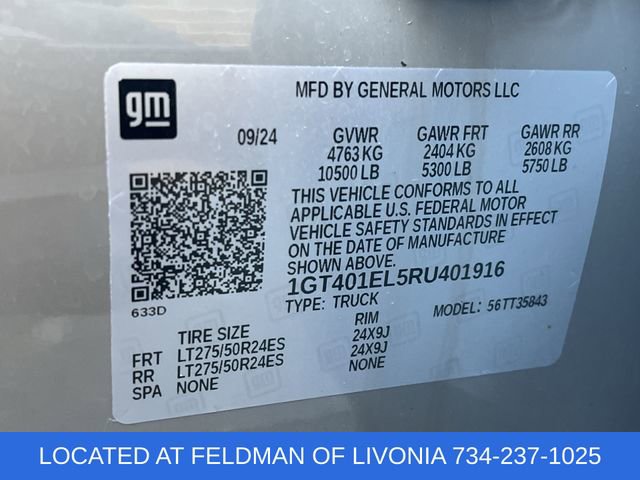 gm
MFD BY GENERAL MOTORS LLC
09/24 GVWR GAWR FRT GAWR RR
4763 KG 2404 KG 2608 KG
10500 LB 5300 LB 5750 LB
THIS VEHICLE CONFORMS TO ALL
APPLICABLE U.S. FEDERAL MOTOR
VEHICLE SAFETY STANDARDS IN EFFECT
ON THE DATE OF MANUFACTURE
SHOWN ABOVE.
1GT401EL5RU401916
633D TYPE: TRUCK MODEL: 56TT35843
TIRE SIZE RIM
FRT LT275/50R24ES 24X9J
RR LT275/50R24ES 24X9J
SPA NONE NONE
LOCATED AT FELDMAN OF LIVONIA 734-237-1025